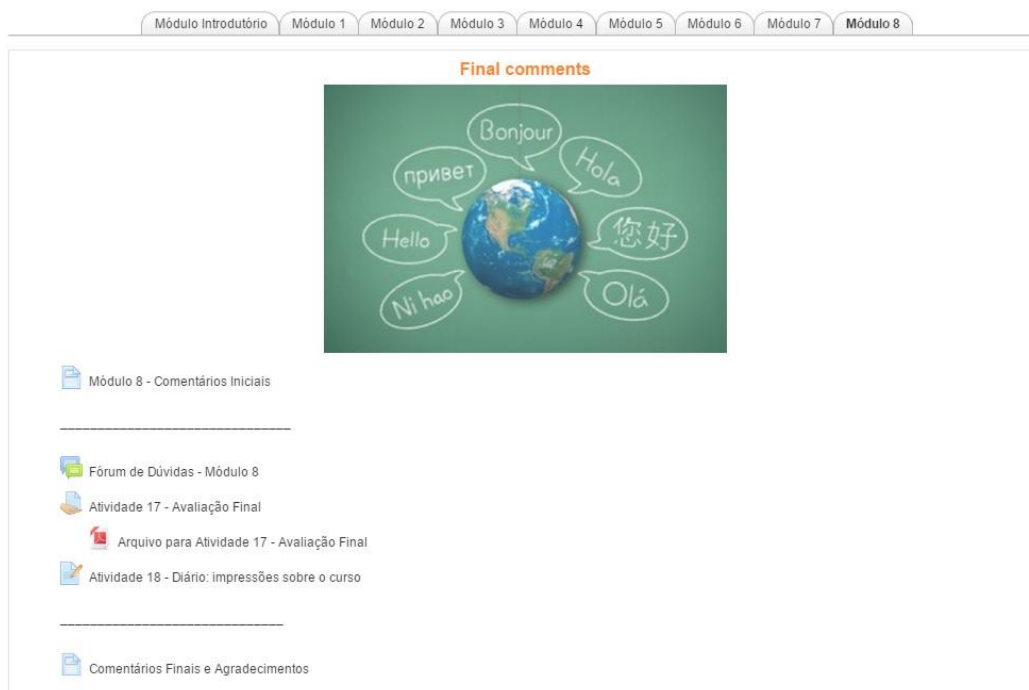 Módulo Introdutório Módulo 1 Módulo 2 Módulo 3 Módulo 4 Módulo 5 Módulo 6 Módulo 7 Módulo 8
Final comments
Bonjour
Hola
привет
Hello
您好
Ni hao
Olá
Módulo 8 - Comentários Iniciais
Fórum de Dúvidas - Módulo 8
Atividade 17 - Avaliação Final
Arquivo para Atividade 17 - Avaliação Final
Atividade 18 - Diário: impressões sobre o curso
Comentários Finais e Agradecimentos